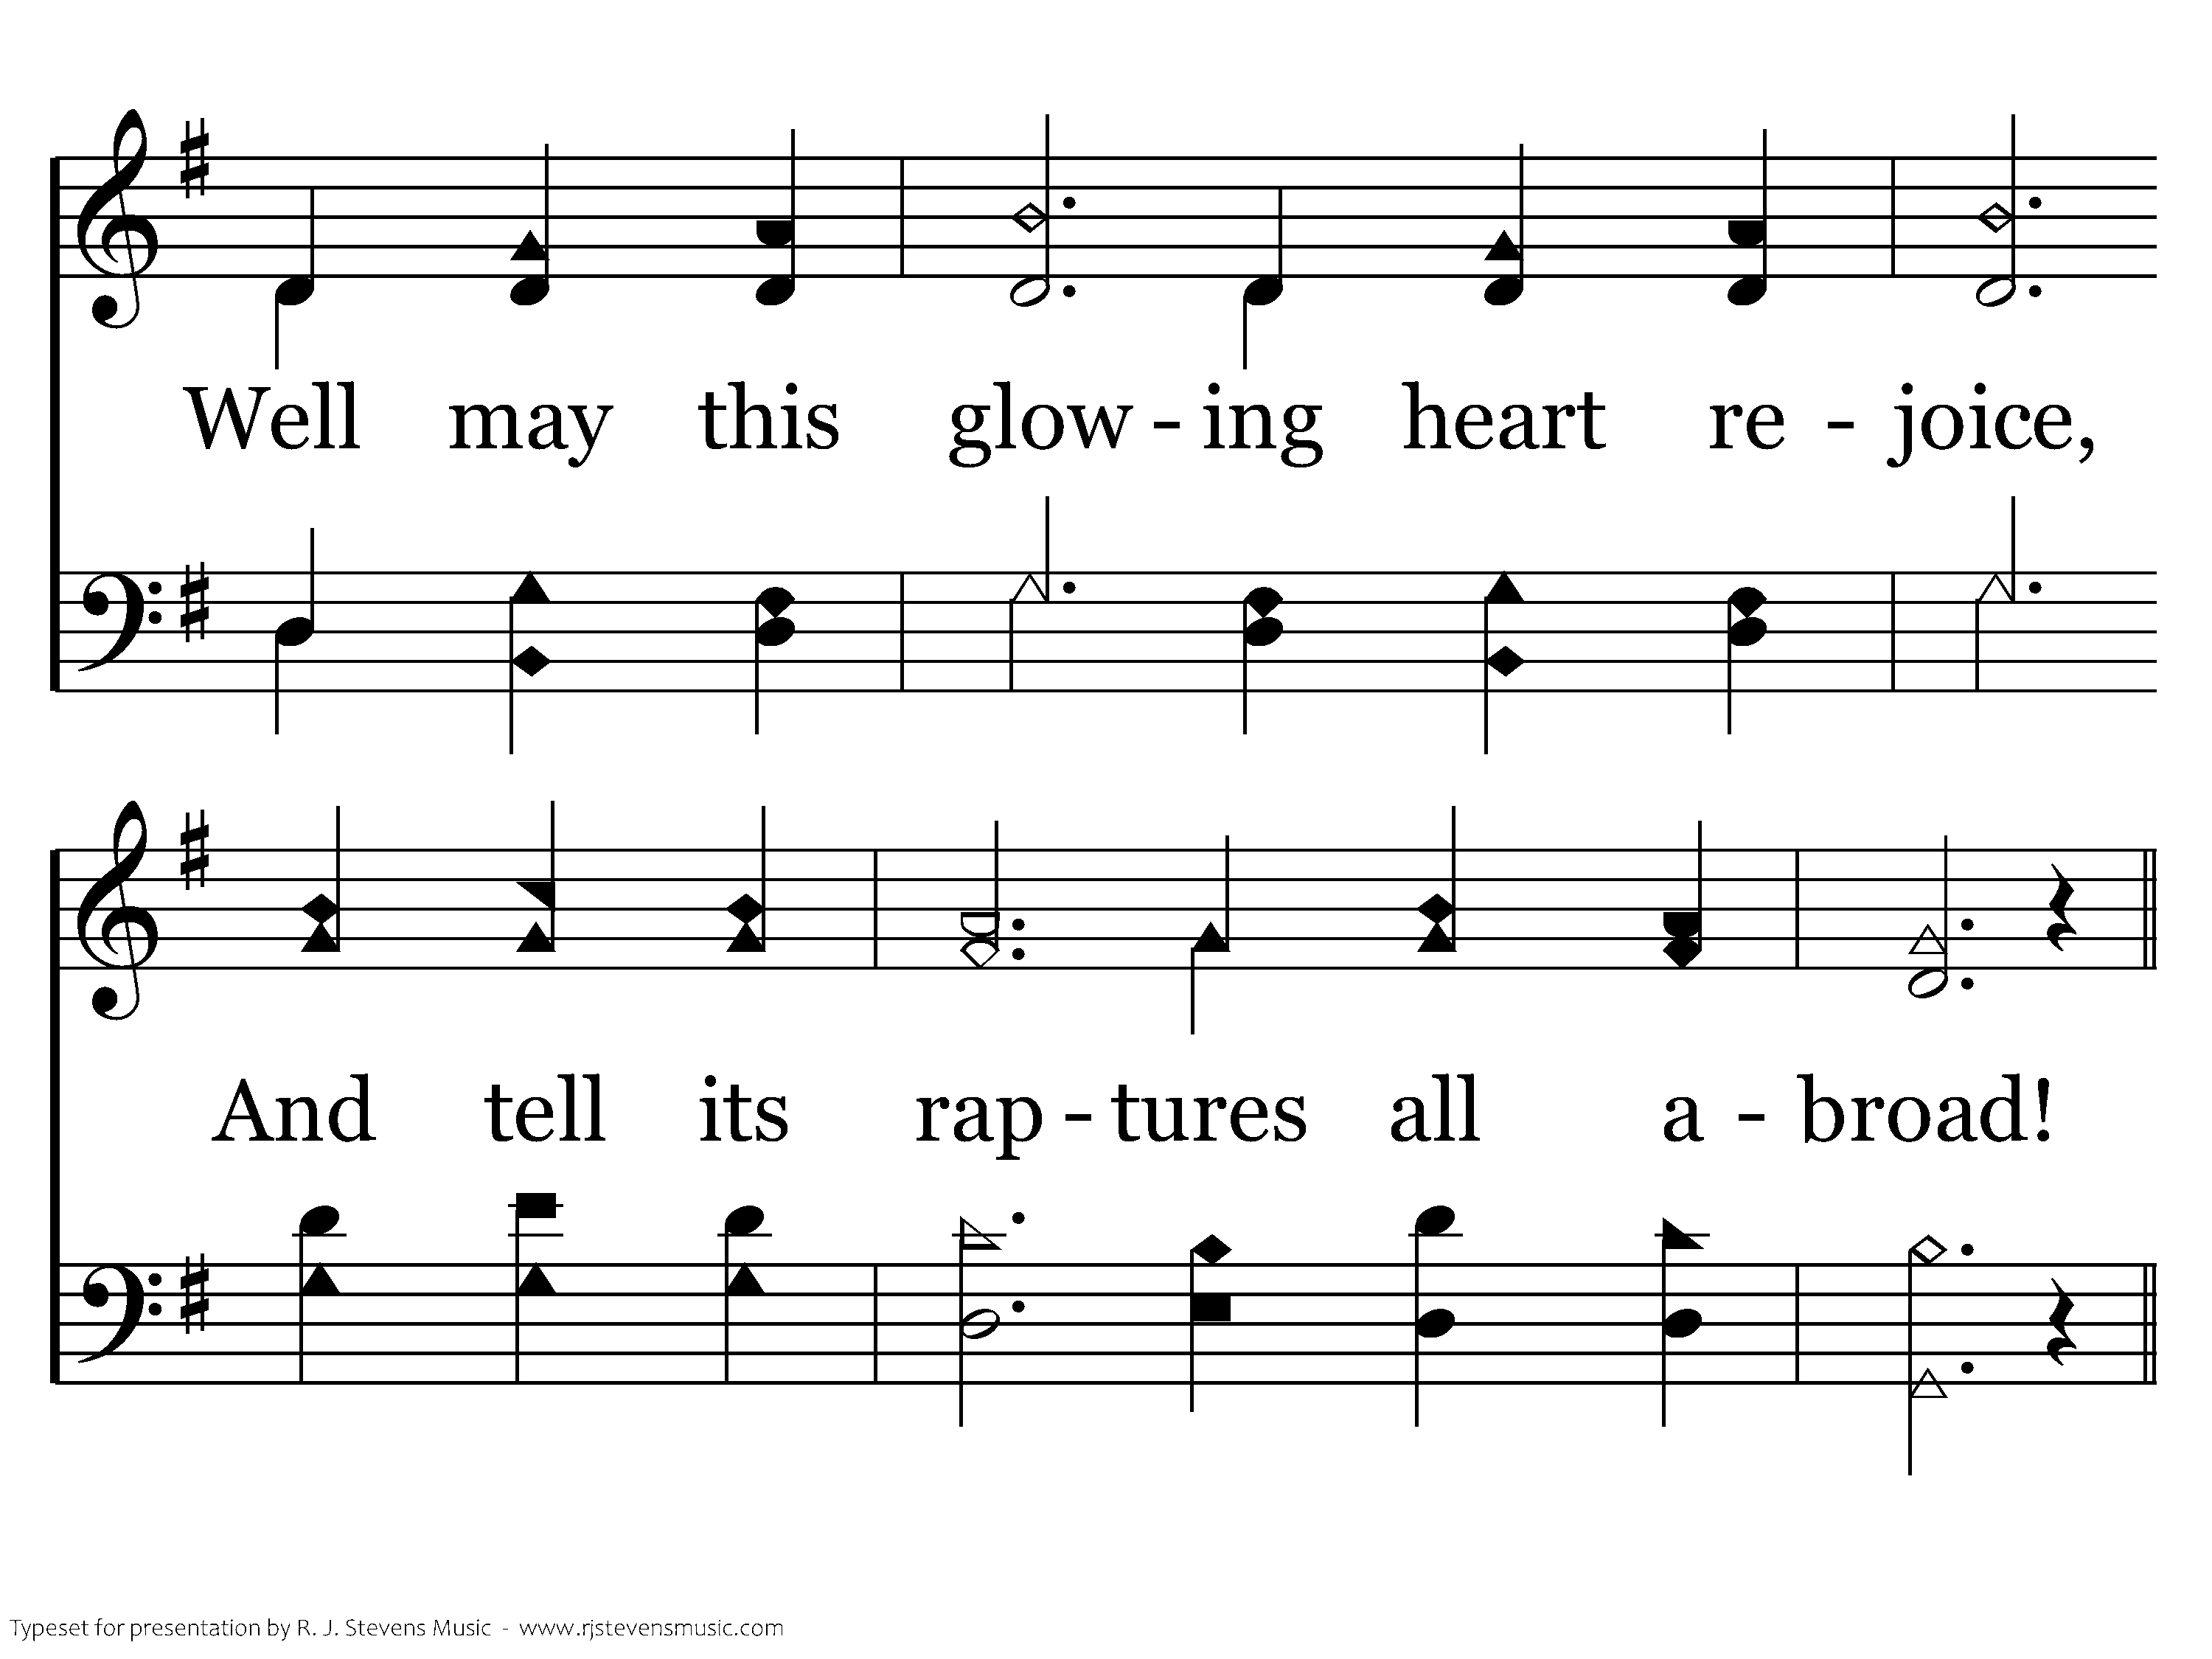 Well may this glow - ing heart re - joice,
And tell its rap - tures all a - broad!
Typeset for presentation by R. J. Stevens Music - www.rjstevensmusic.com